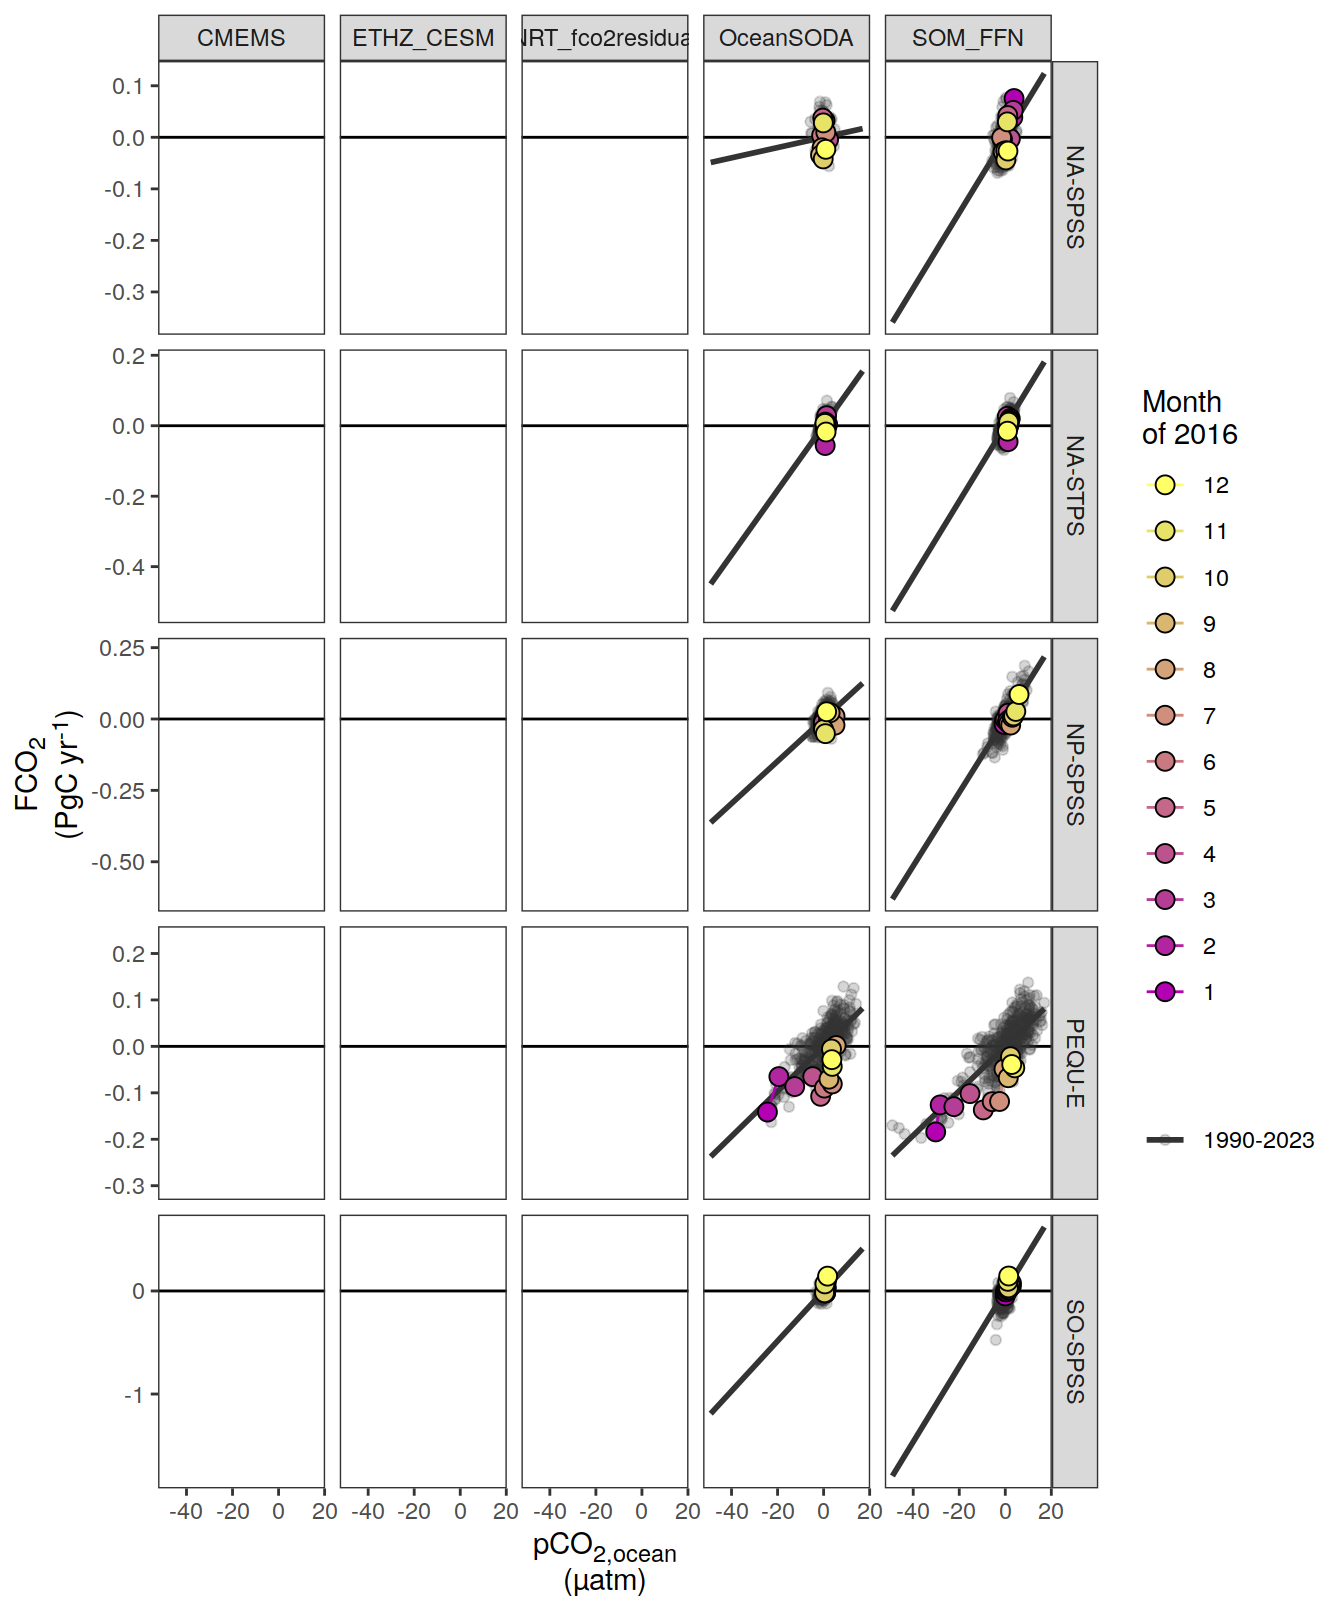 CMEMS ETHZ_CESM NRT_fco2residua OceanSODA SOM_FFN
0.1
0.0
-0.1
-0.2
-0.3
NA-SPSS
0.2
0.0
-0.2
-0.4
NA-STPS
0.25
0.00
-0.25
-0.50
NP-SPSS
0.2
0.1
0.0
-0.1
-0.2
-0.3
PEQU-E
0
-1
SO-SPSS
-40 -20 0 20 -40 -20 0 20 -40 -20 0 20 -40 -20 0 20 -40 -20 0 20
pCO2,ocean
(µatm)
FCO2
(PgC yr-1)
Month
of 2016
12
11
10
9
8
7
6
5
4
3
2
1
1990-2023